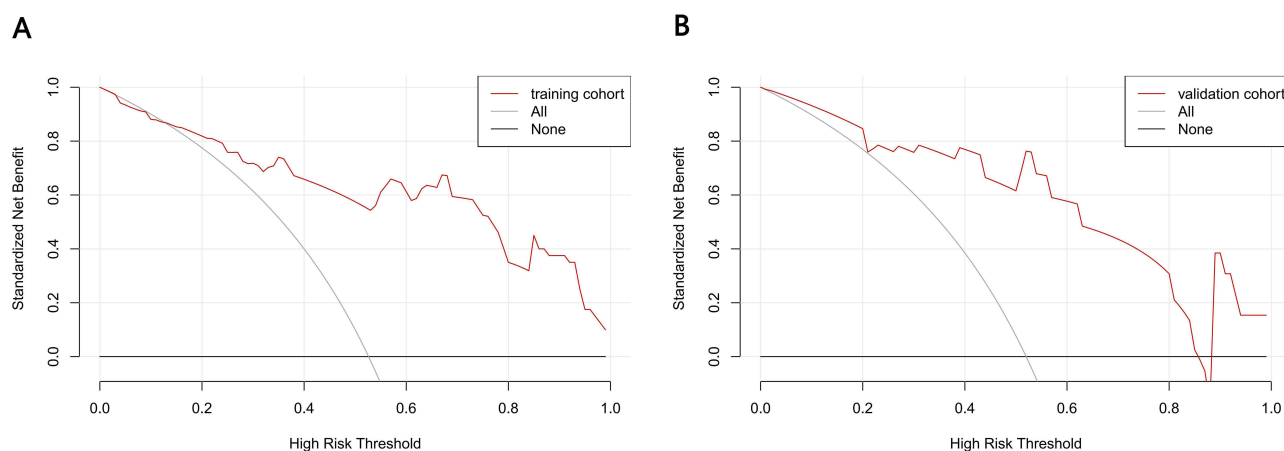 A
B
Standardized Net Benefit
1.0
0.8
0.6
0.4
0.2
0.0
training cohort
All
None
0.0 0.2 0.4 0.6 0.8 1.0
High Risk Threshold
Standardized Net Benefit
1.0
0.8
0.6
0.4
0.2
0.0
validation cohort
All
None
0.0 0.2 0.4 0.6 0.8 1.0
High Risk Threshold